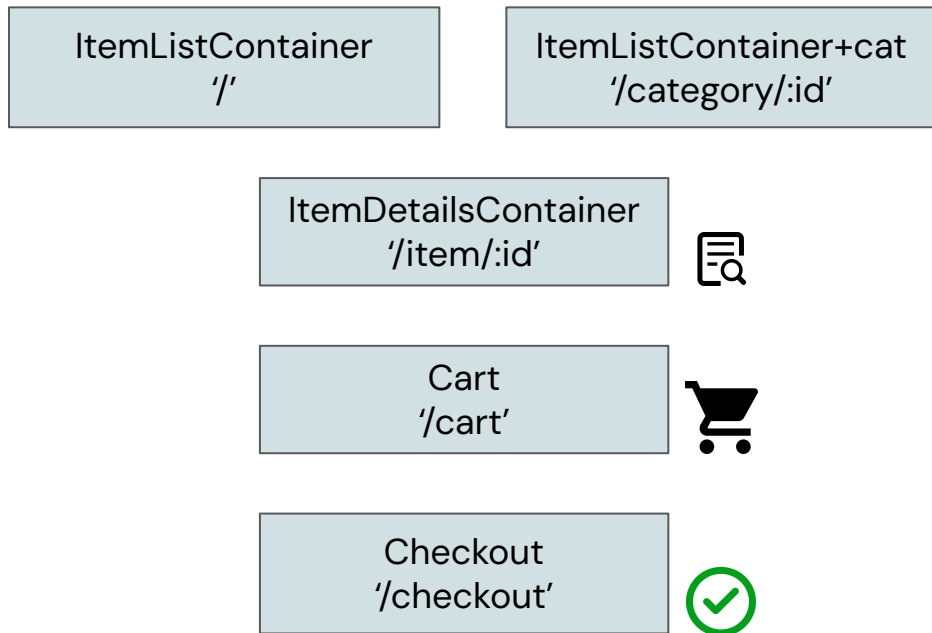 ItemListContainer
‘/’
ItemListContainer+cat
‘/category/:id’
ItemDetailsContainer
‘/item/:id’
Cart
‘/cart’
Checkout
‘/checkout’